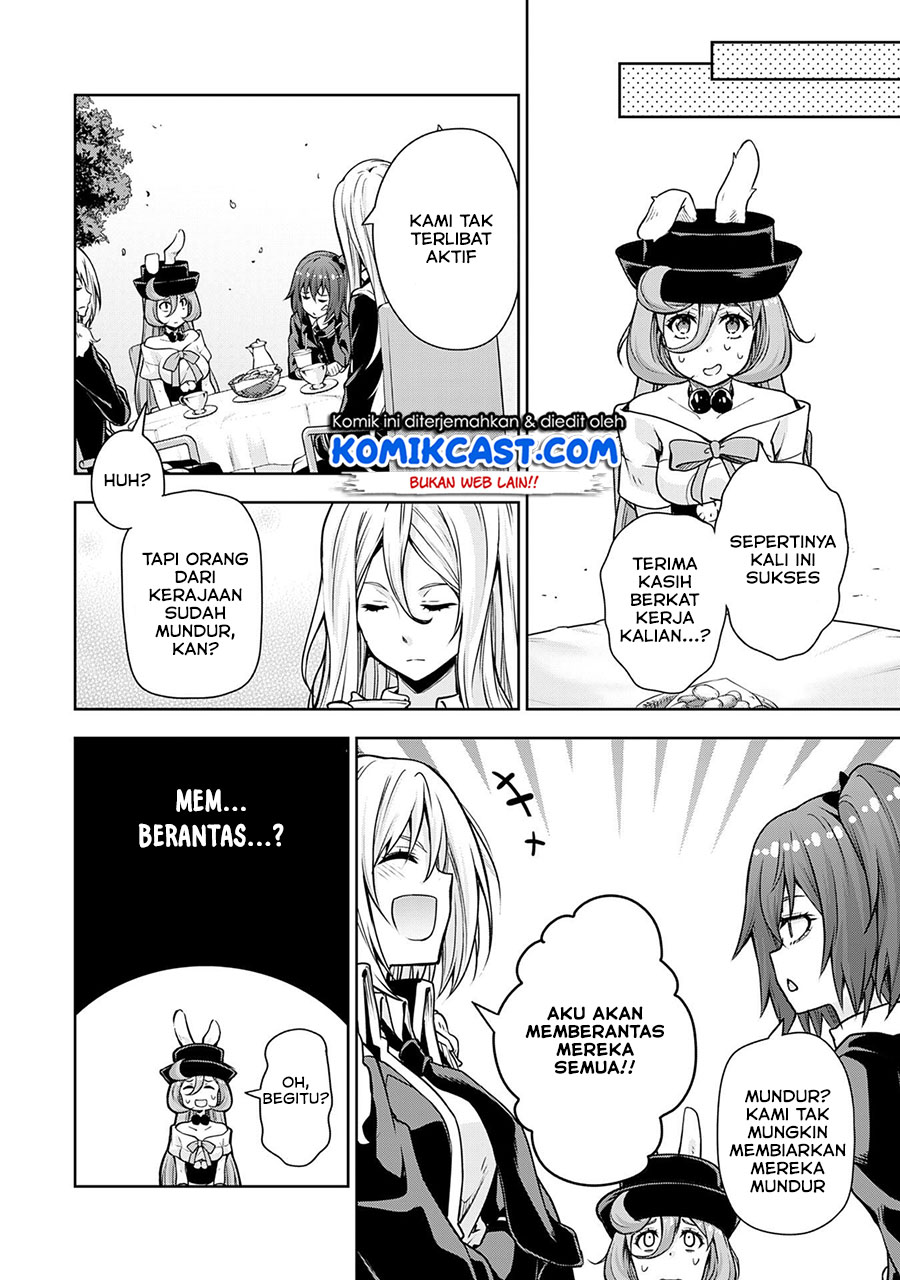 SEPERTINYA
KALI INI
SUKSES
TERIMA
KASIH
BERKAT
KERJA
KALIAN...?
KAMI TAK
TERLIBAT
AKTIF
Komik ini diterjemahkan & diedit oleh
KOMIKCAST.COM
BUKAN WEB LAIN!!
HUH?
TAPI ORANG
DARI
KERAJAAN
SUDAH
MUNDUR,
KAN?
MUNDUR?
KAMI TAK
MUNGKIN
MEMBIARKAN
MEREKA
MUNDUR
AKU AKAN
MEMBERANTAS
MEREKA
SEMUA!!
MEM...
BERANTAS...?
OH,
BEGITU?